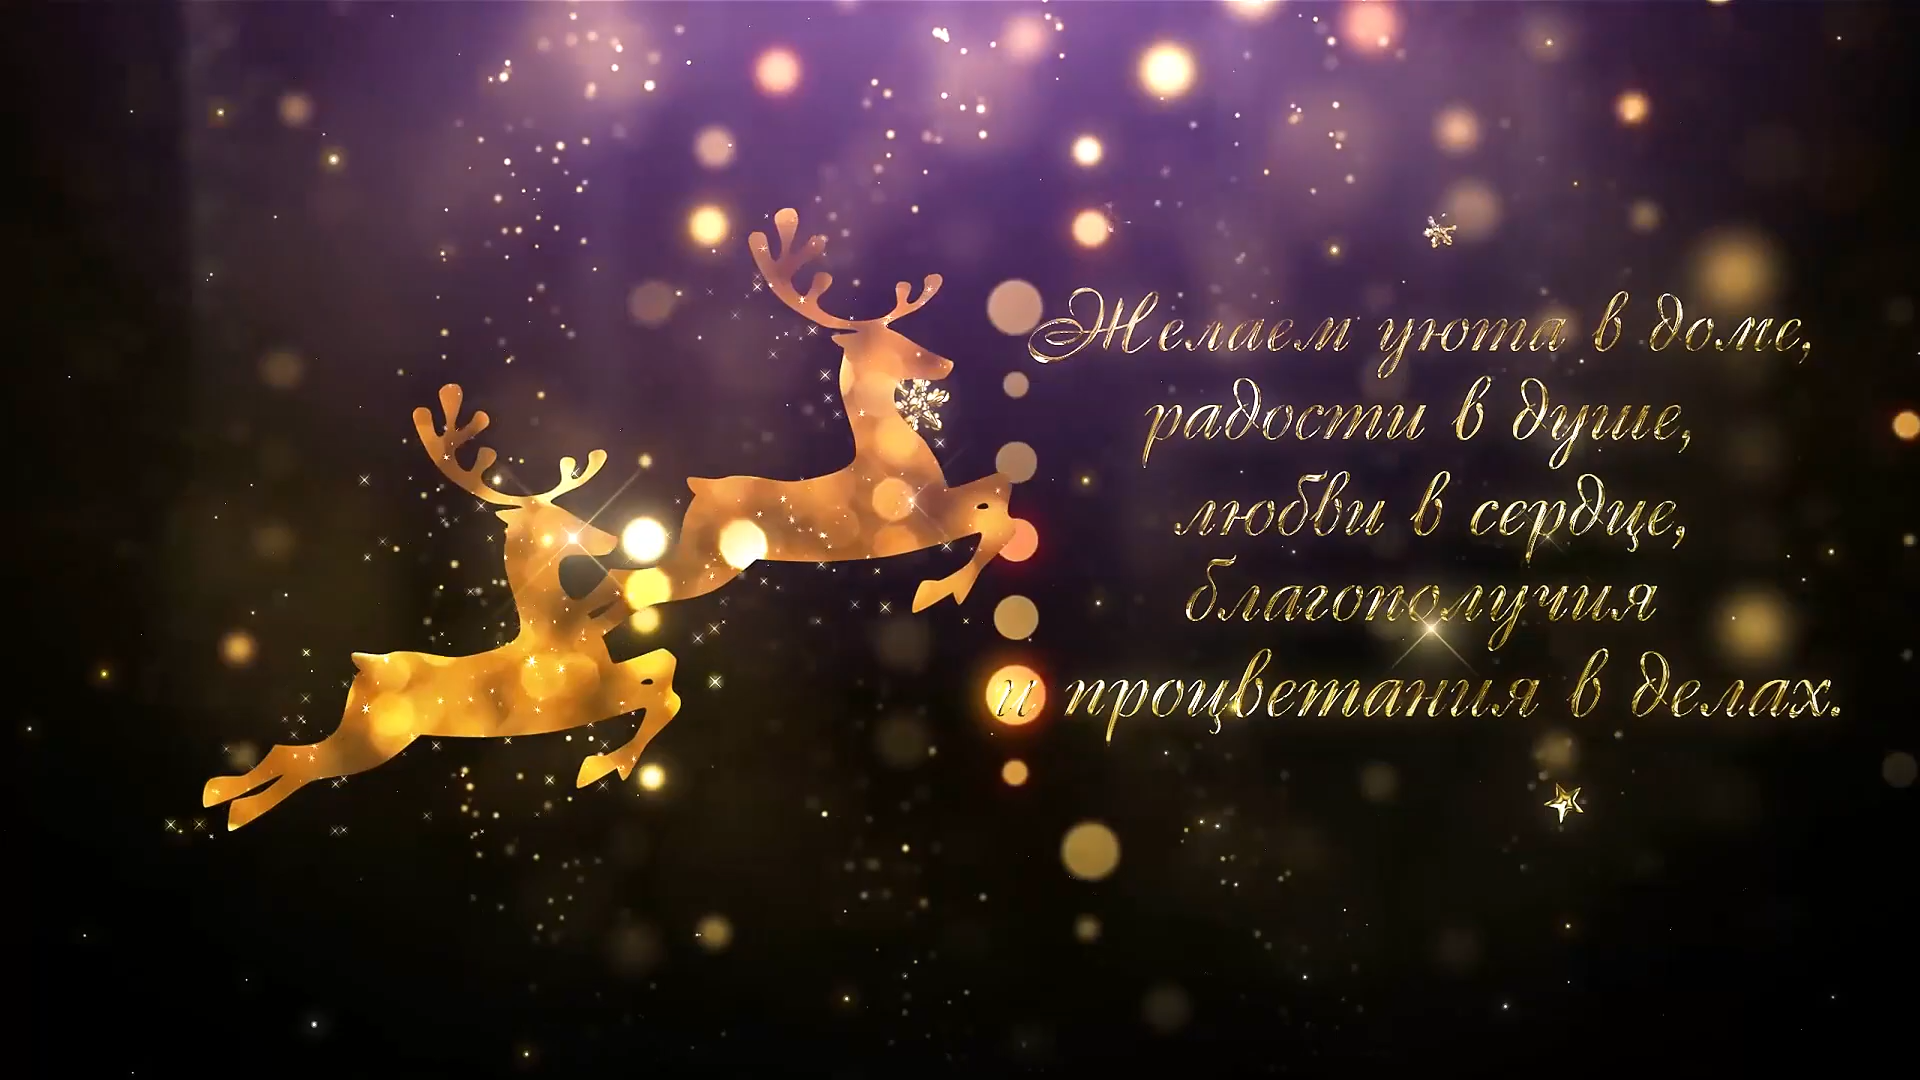 Желаем уюта в доме,
радости в душе,
любви в сердце,
благополучия
и процветания в делах.